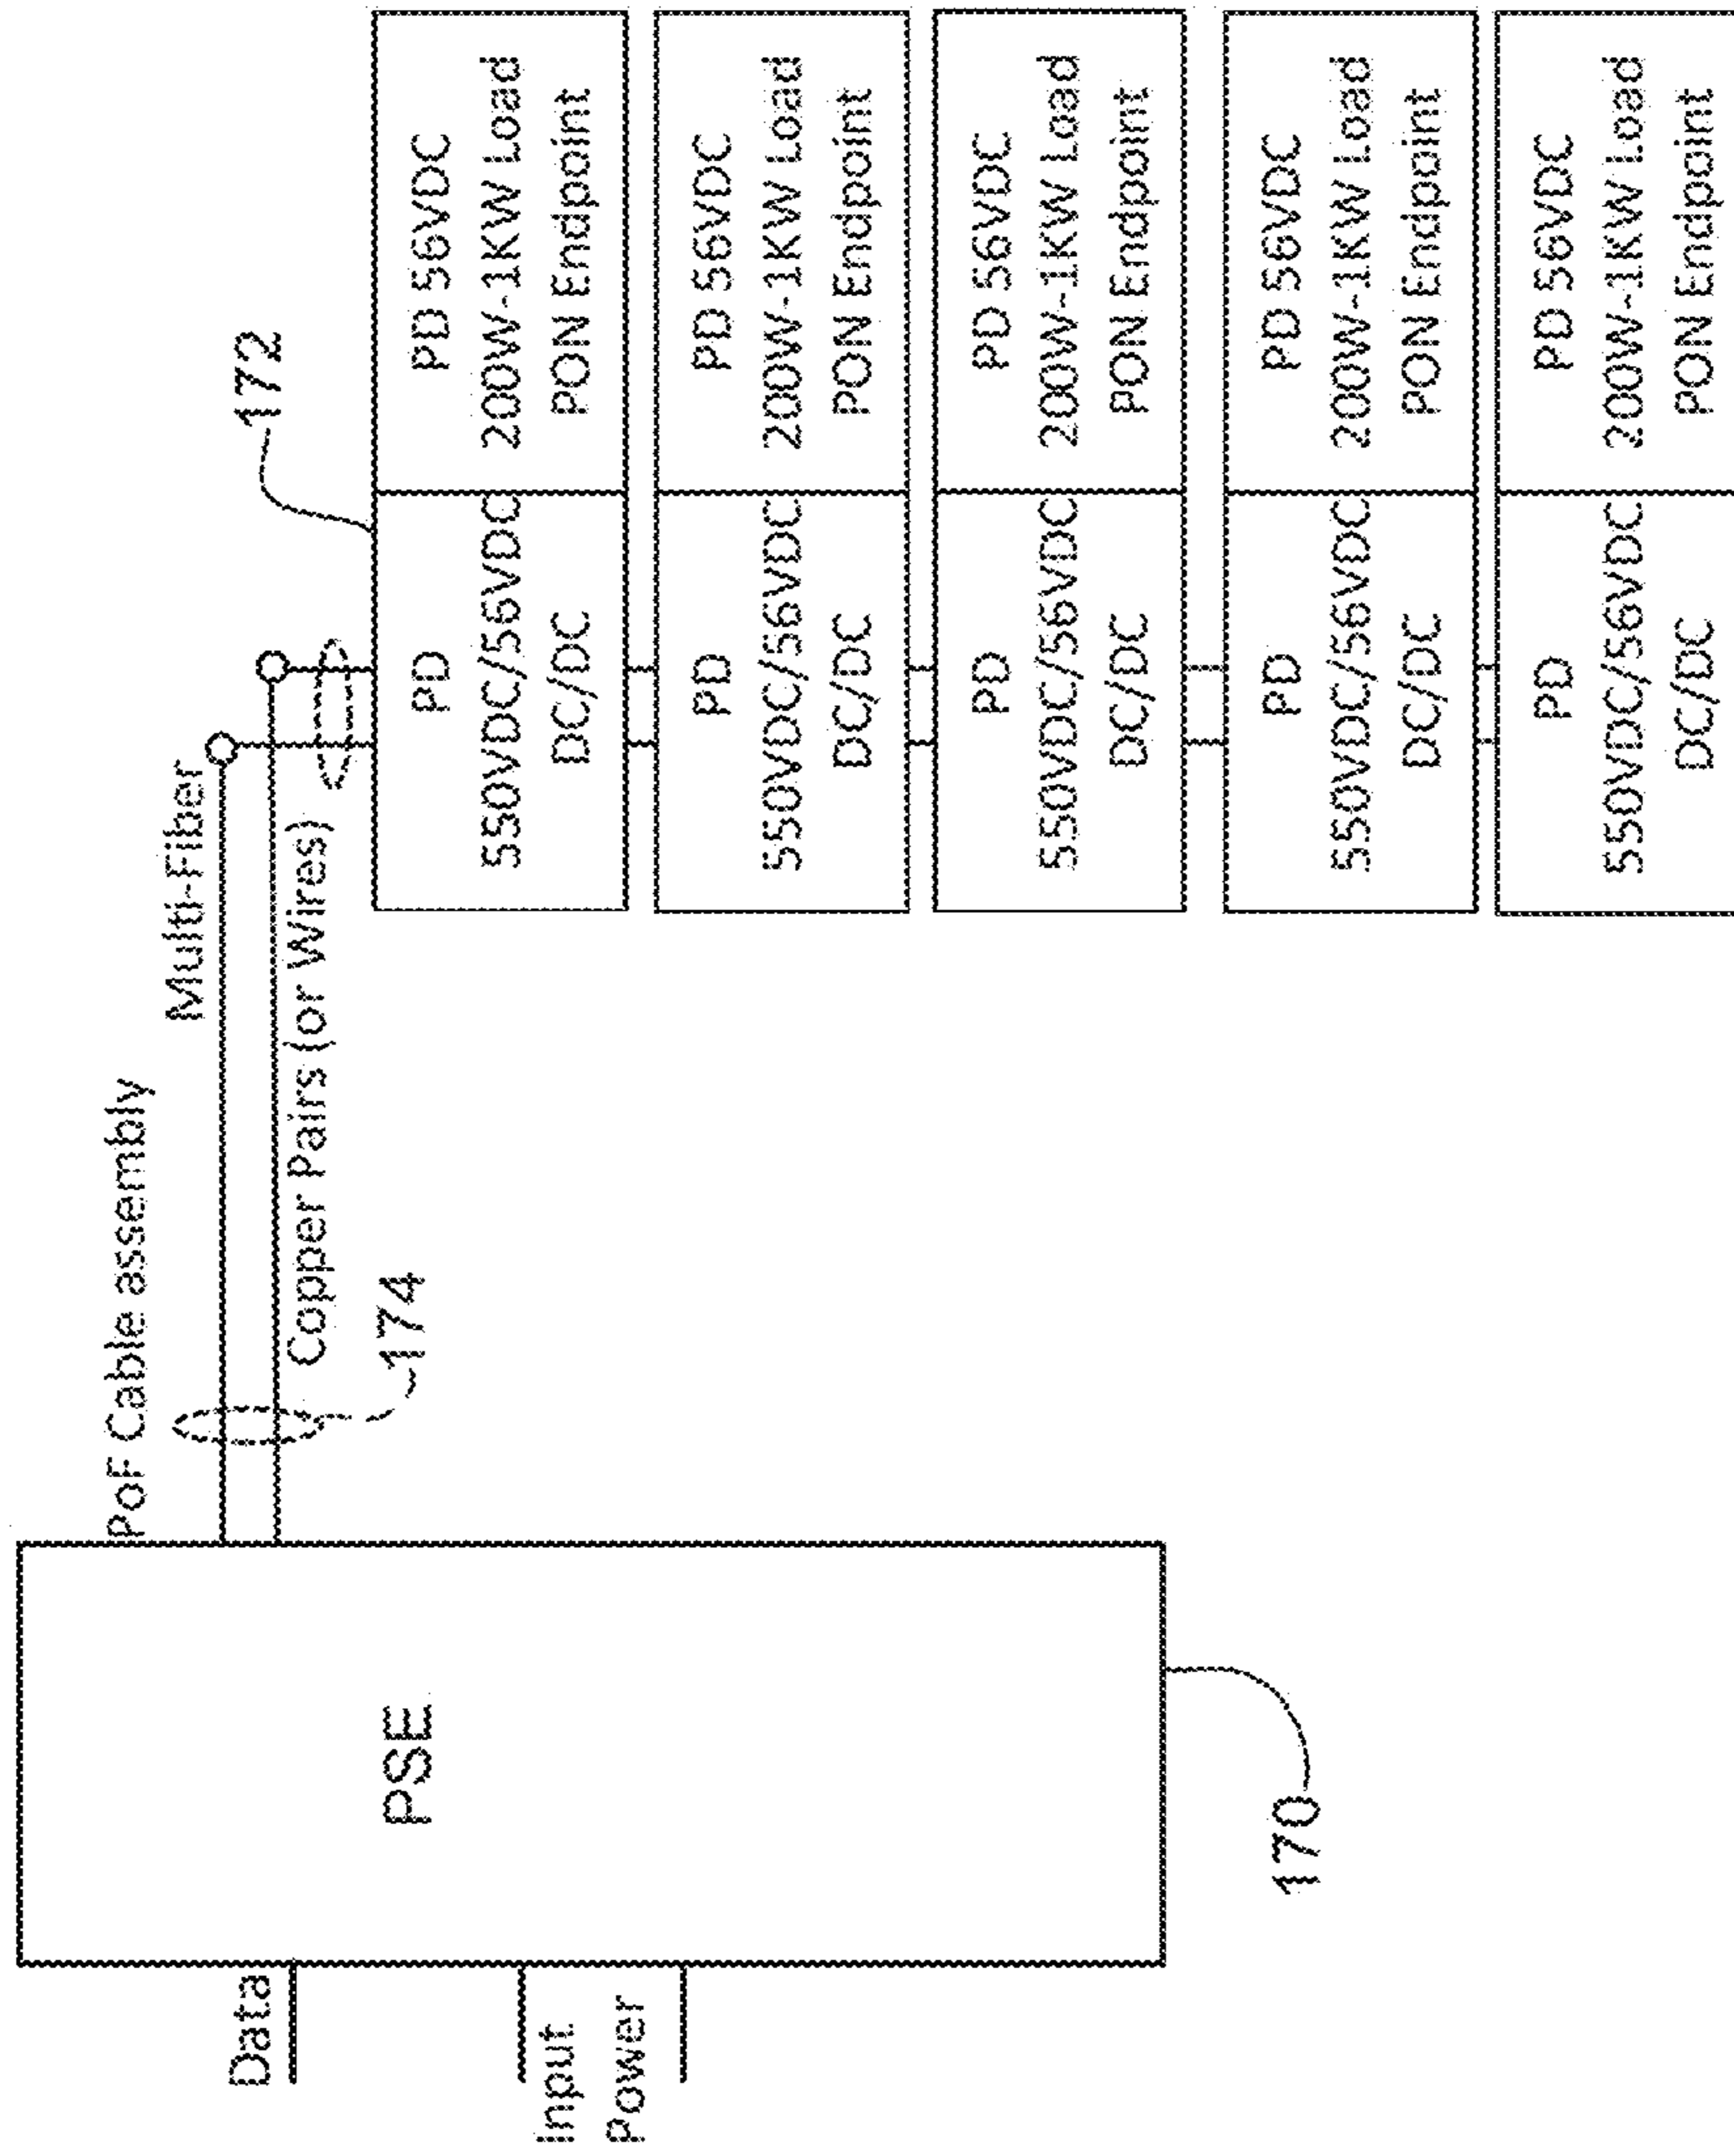 Data
Input
Power
PSE
170
PoF Cable assembly
Multi-Fiber
Copper Pairs (or Wires)
174
172
PD
550VDC/56VDC
DC/DC
PD 56VDC
200W-1KW Load
PON Endpoint
PD
550VDC/56VDC
DC/DC
PD 56VDC
200W-1KW Load
PON Endpoint
PD
550VDC/56VDC
DC/DC
PD 56VDC
200W-1KW Load
PON Endpoint
PD
550VDC/56VDC
DC/DC
PD 56VDC
200W-1KW Load
PON Endpoint
PD
550VDC/56VDC
DC/DC
PD 56VDC
200W-1KW Load
PON Endpoint